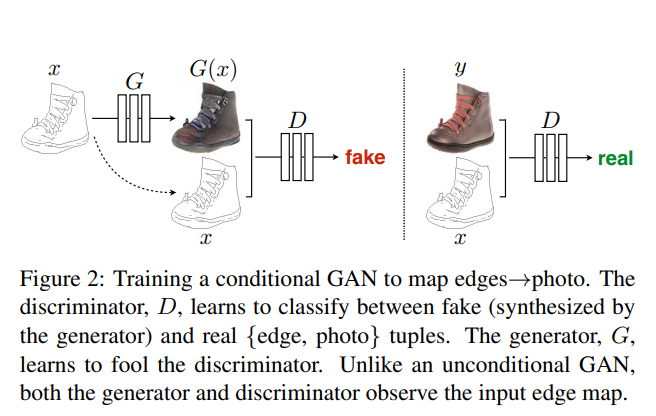 x
G
G(x)
D
fake
x
y
D
real
x
Figure 2: Training a conditional GAN to map edges→photo. The
discriminator, D, learns to classify between fake (synthesized by
the generator) and real {edge, photo} tuples. The generator, G,
learns to fool the discriminator. Unlike an unconditional GAN,
both the generator and discriminator observe the input edge map.